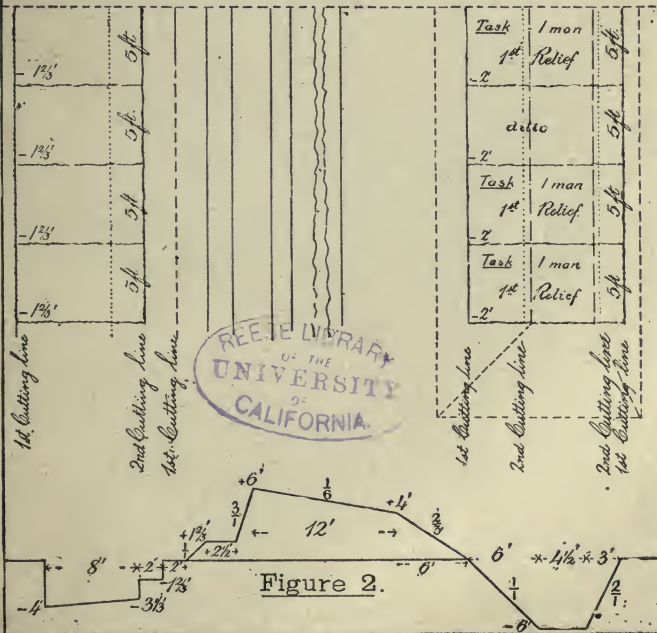 Task 1 man
1st Relief
-2'
ditto
-2'
Task 1 man
1st Relief
-2'
Task 1 man
1st Relief
-2'
5ft.
5ft.
5ft.
5ft.
-1⅔'
-1⅔'
-1⅔'
-1⅔'
5ft.
5ft.
5ft.
5ft.
REESE LIBRARY
OF THE
UNIVERSITY
OF
CALIFORNIA.
1st. Cutting line
2nd Cutting line
1st. Cutting line
1st Cutting line
2nd Cutting line
2nd Cutting line
1st Cutting line
+6'
1/6
+4'
3/1
12'
2/3
+1⅔'
1/1
2½'
8'
2'
2'
6'
6'
4½'
3'
-1⅔'
-3⅓'
-4'
1/1
2/1
-6'
Figure 2.